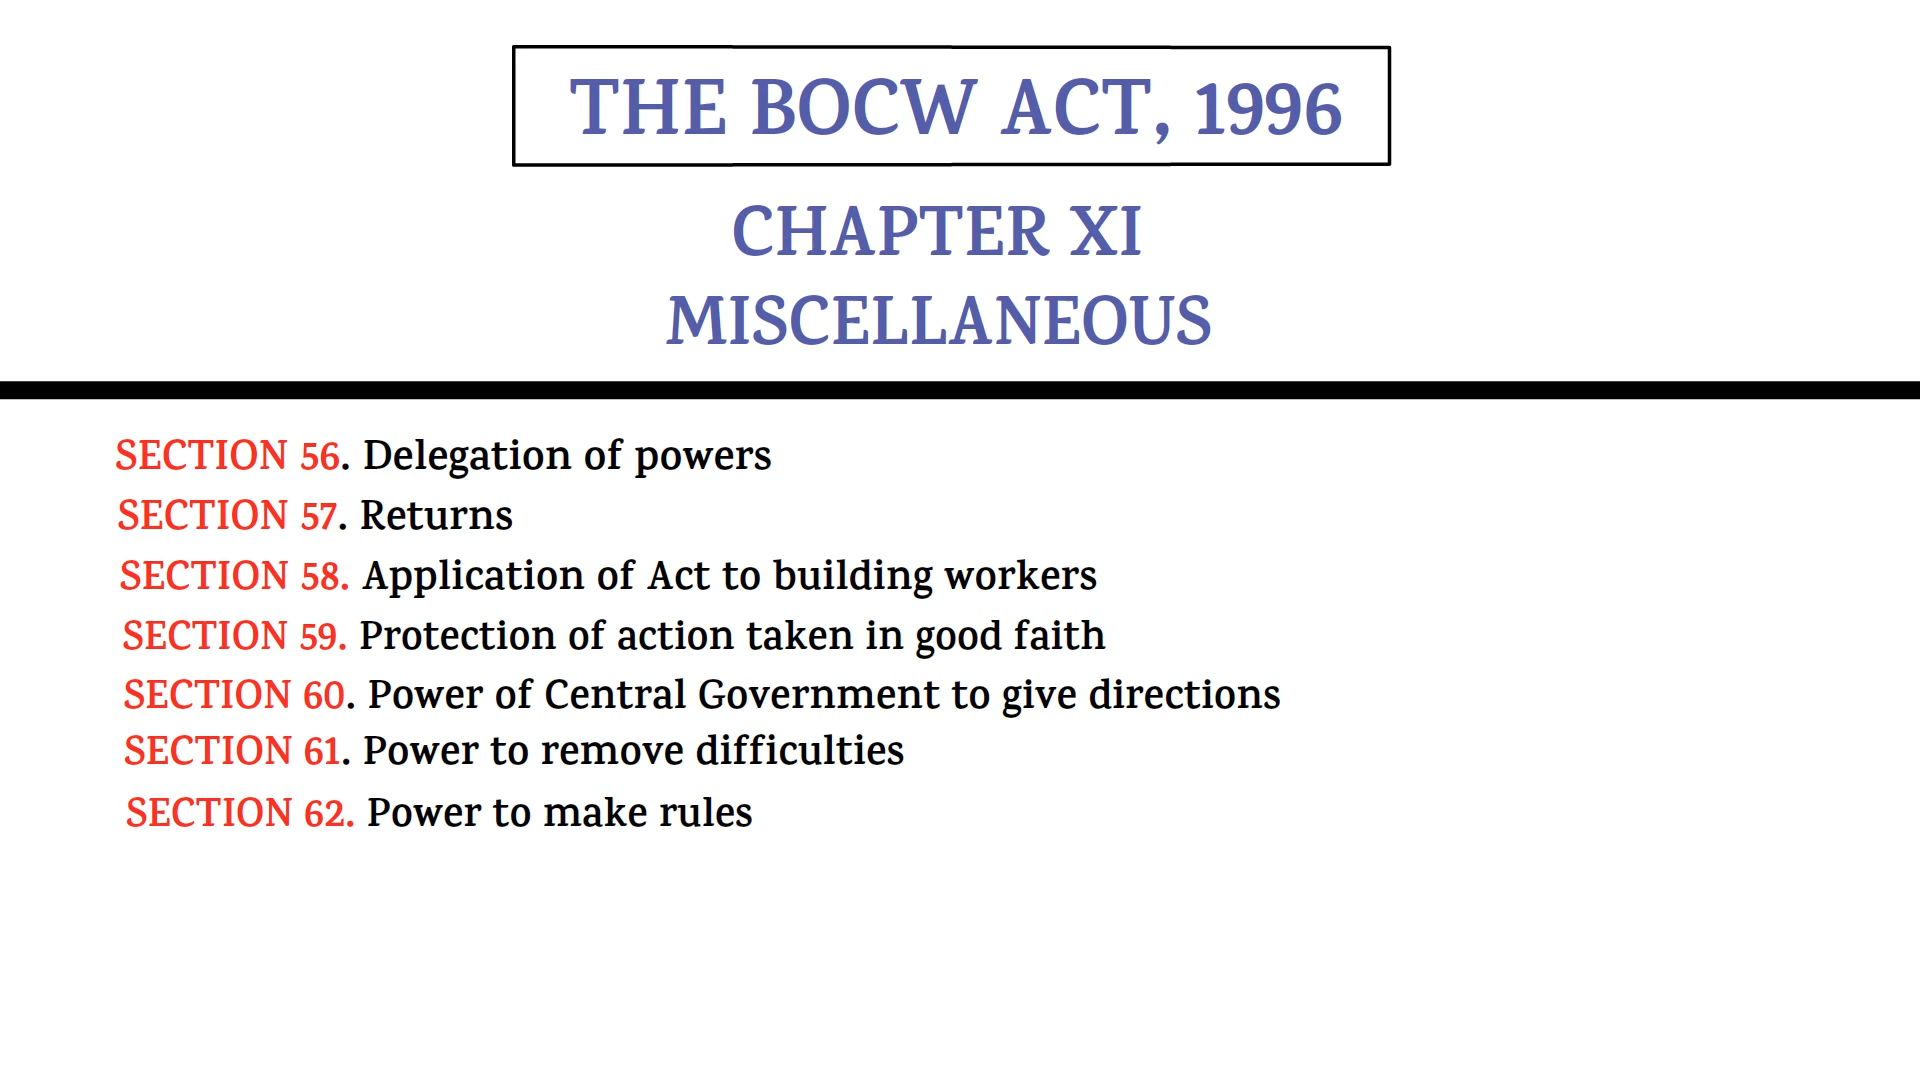 THE BOCW ACT, 1996
CHAPTER XI
MISCELLANEOUS
SECTION 56. Delegation of powers
SECTION 57. Returns
SECTION 58. Application of Act to building workers
SECTION 59. Protection of action taken in good faith
SECTION 60. Power of Central Government to give directions
SECTION 61. Power to remove difficulties
SECTION 62. Power to make rules